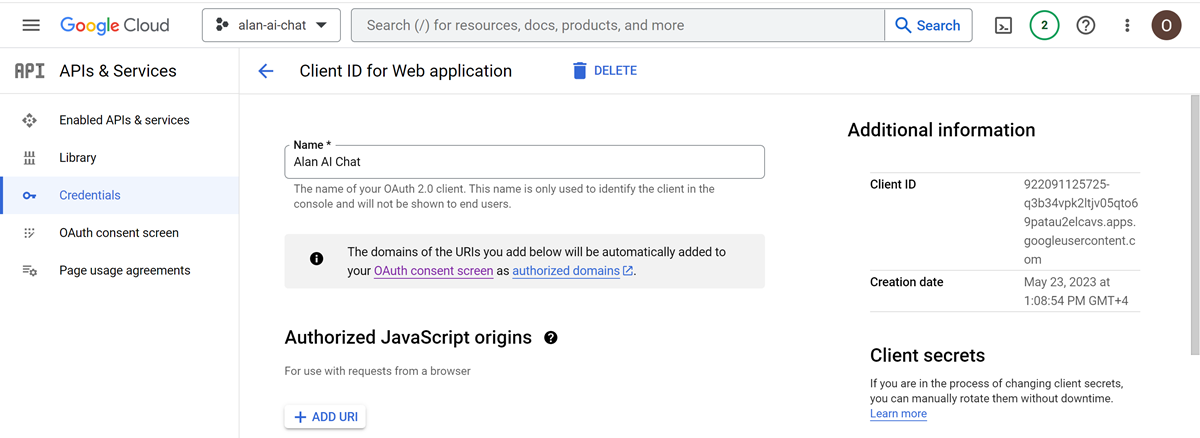 Google Cloud
alan-ai-chat
Search (/) for resources, docs, products, and more
Search
2
O
API APIs & Services
Client ID for Web application
DELETE
Enabled APIs & services
Library
Credentials
OAuth consent screen
Page usage agreements
Name *
Alan AI Chat
The name of your OAuth 2.0 client. This name is only used to identify the client in the
console and will not be shown to end users.
The domains of the URIs you add below will be automatically added to
your OAuth consent screen as authorized domains.
Authorized JavaScript origins
For use with requests from a browser
+ ADD URI
Additional information
Client ID
922091125725-
q3b34vpk2ltjv05qto6
9patau2elcavs.apps.
googleusercontent.c
om
Creation date
May 23, 2023 at
1:08:54 PM GMT+4
Client secrets
If you are in the process of changing client secrets,
you can manually rotate them without downtime.
Learn more